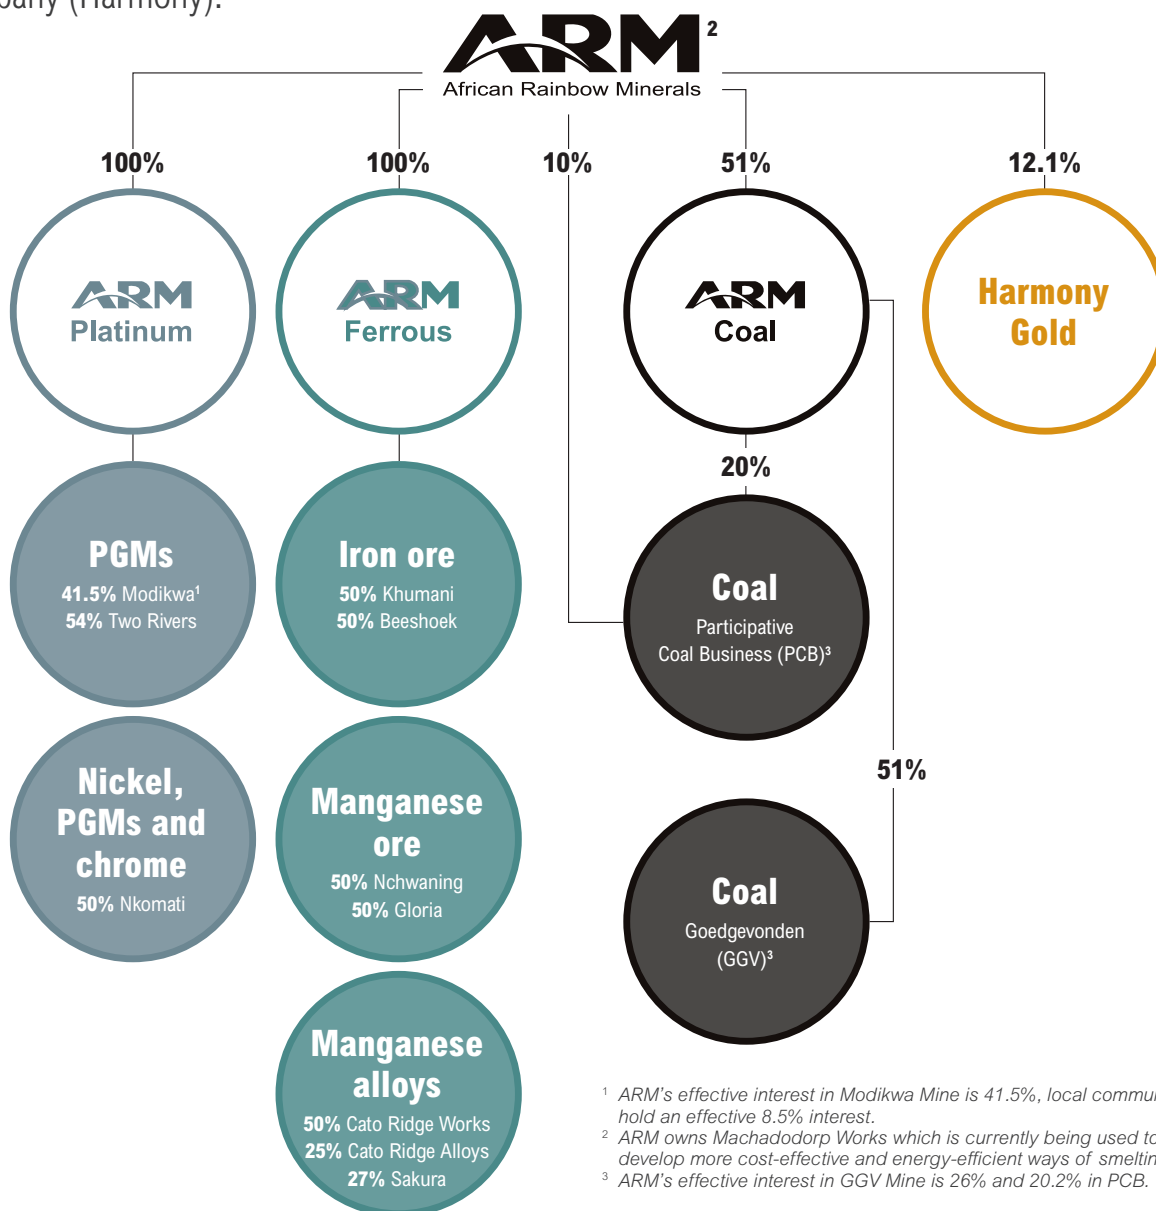 (Harmony).
ARM 2
African Rainbow Minerals
100%
100%
10%
51%
12.1%
ARM
Platinum
ARM
Ferrous
ARM
Coal
Harmony
Gold
PGMs
41.5% Modikwa¹
54% Two Rivers
Nickel,
PGMs and
chrome
50% Nkomati
Iron ore
50% Khumani
50% Beeshoek
Manganese
ore
50% Nchwaning
50% Gloria
Manganese
alloys
50% Cato Ridge Works
25% Cato Ridge Alloys
27% Sakura
20%
Coal
Participative
Coal Business (PCB)³
51%
Coal
Goedgevonden
(GGV)³
¹ ARM's effective interest in Modikwa Mine is 41.5%, local
hold an effective 8.5% interest.
² ARM owns Machadodorp Works which is currently being used to
develop more cost-effective and energy-efficient ways of
³ ARM's effective interest in GGV Mine is 26% and 20.2% in PCB.